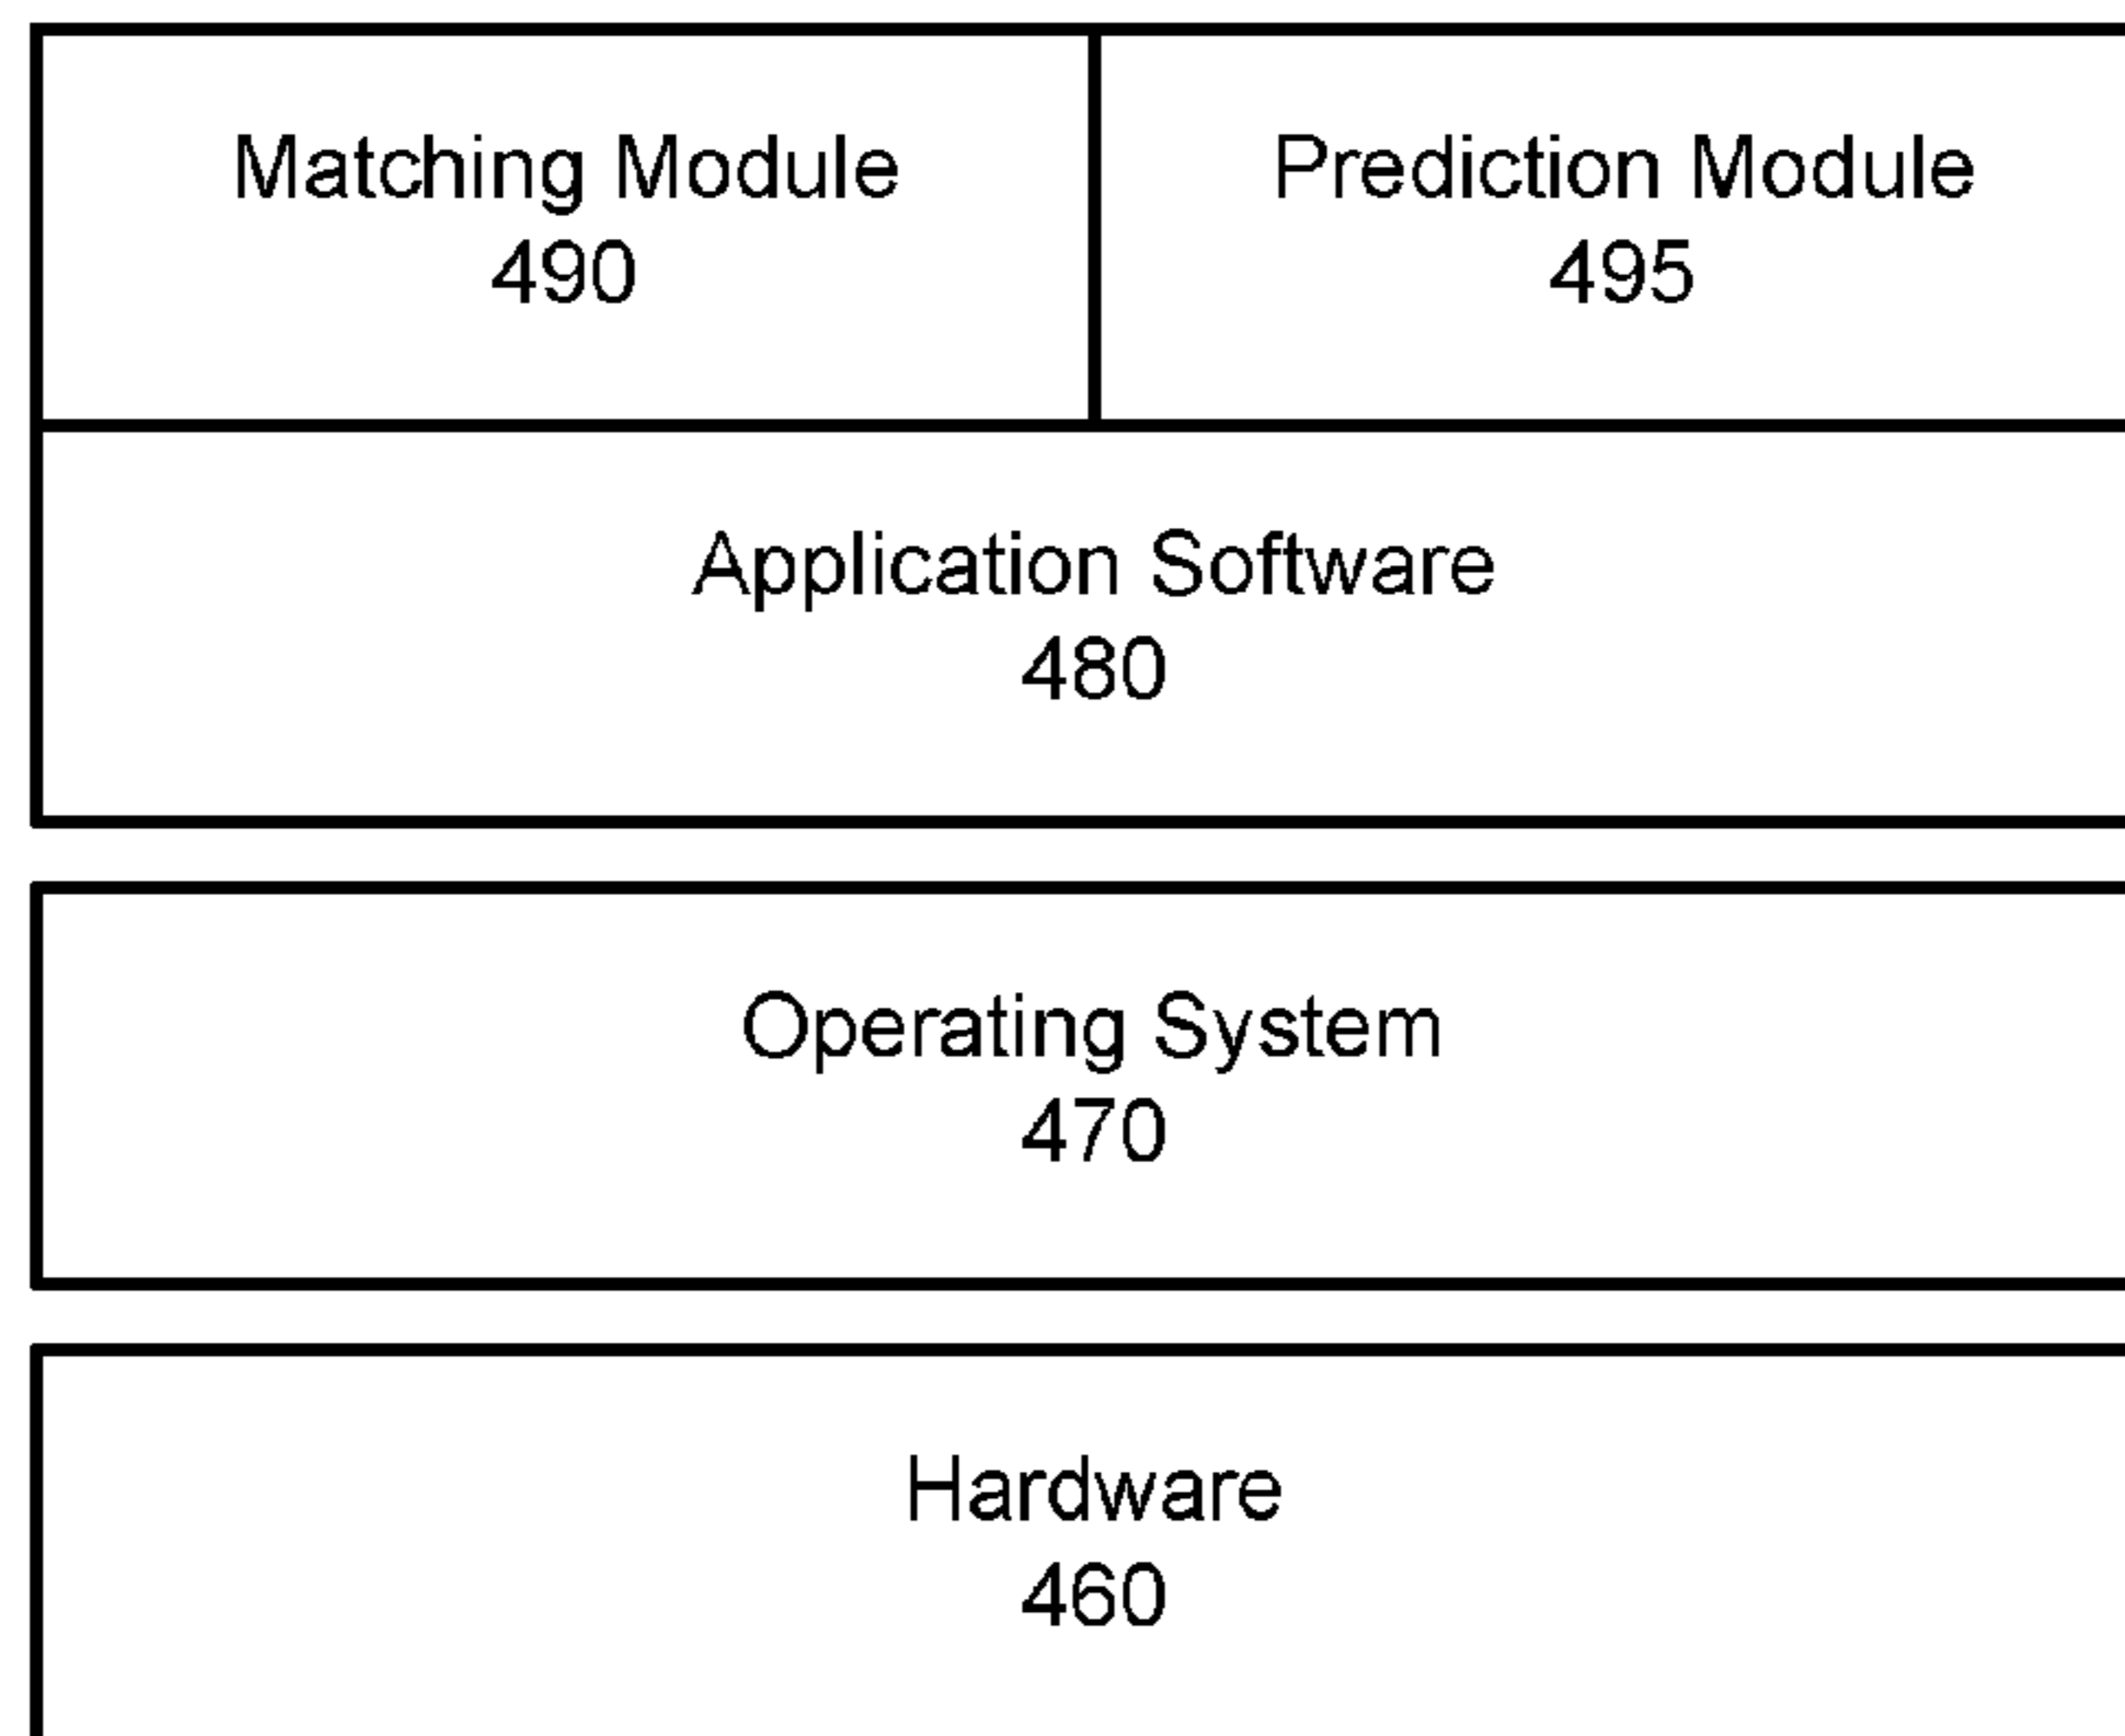 Matching Module
490
Prediction Module
495
Application Software
480
Operating System
470
Hardware
460